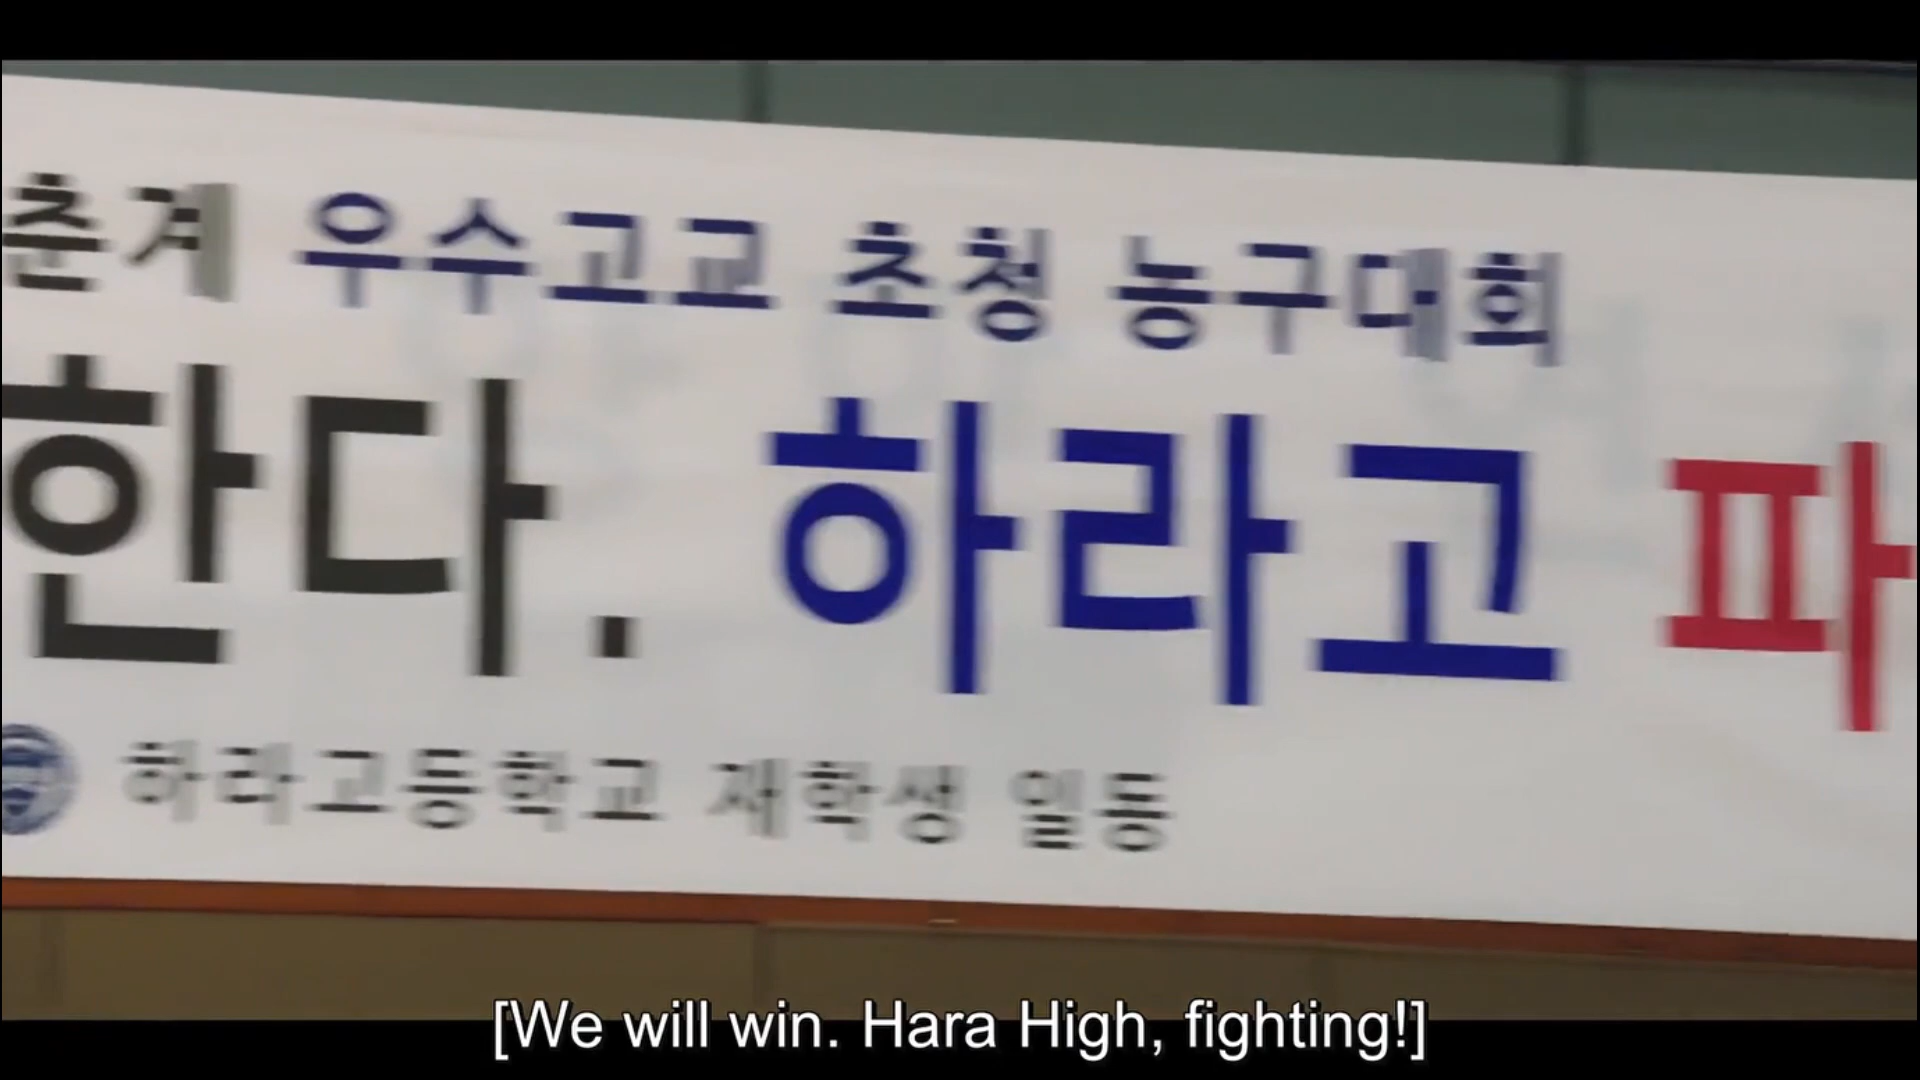 춘계 우수고교 초청 농구대회
한다. 하라고 파
하라고등학교 재학생 일동
[We will win. Hara High, fighting!]